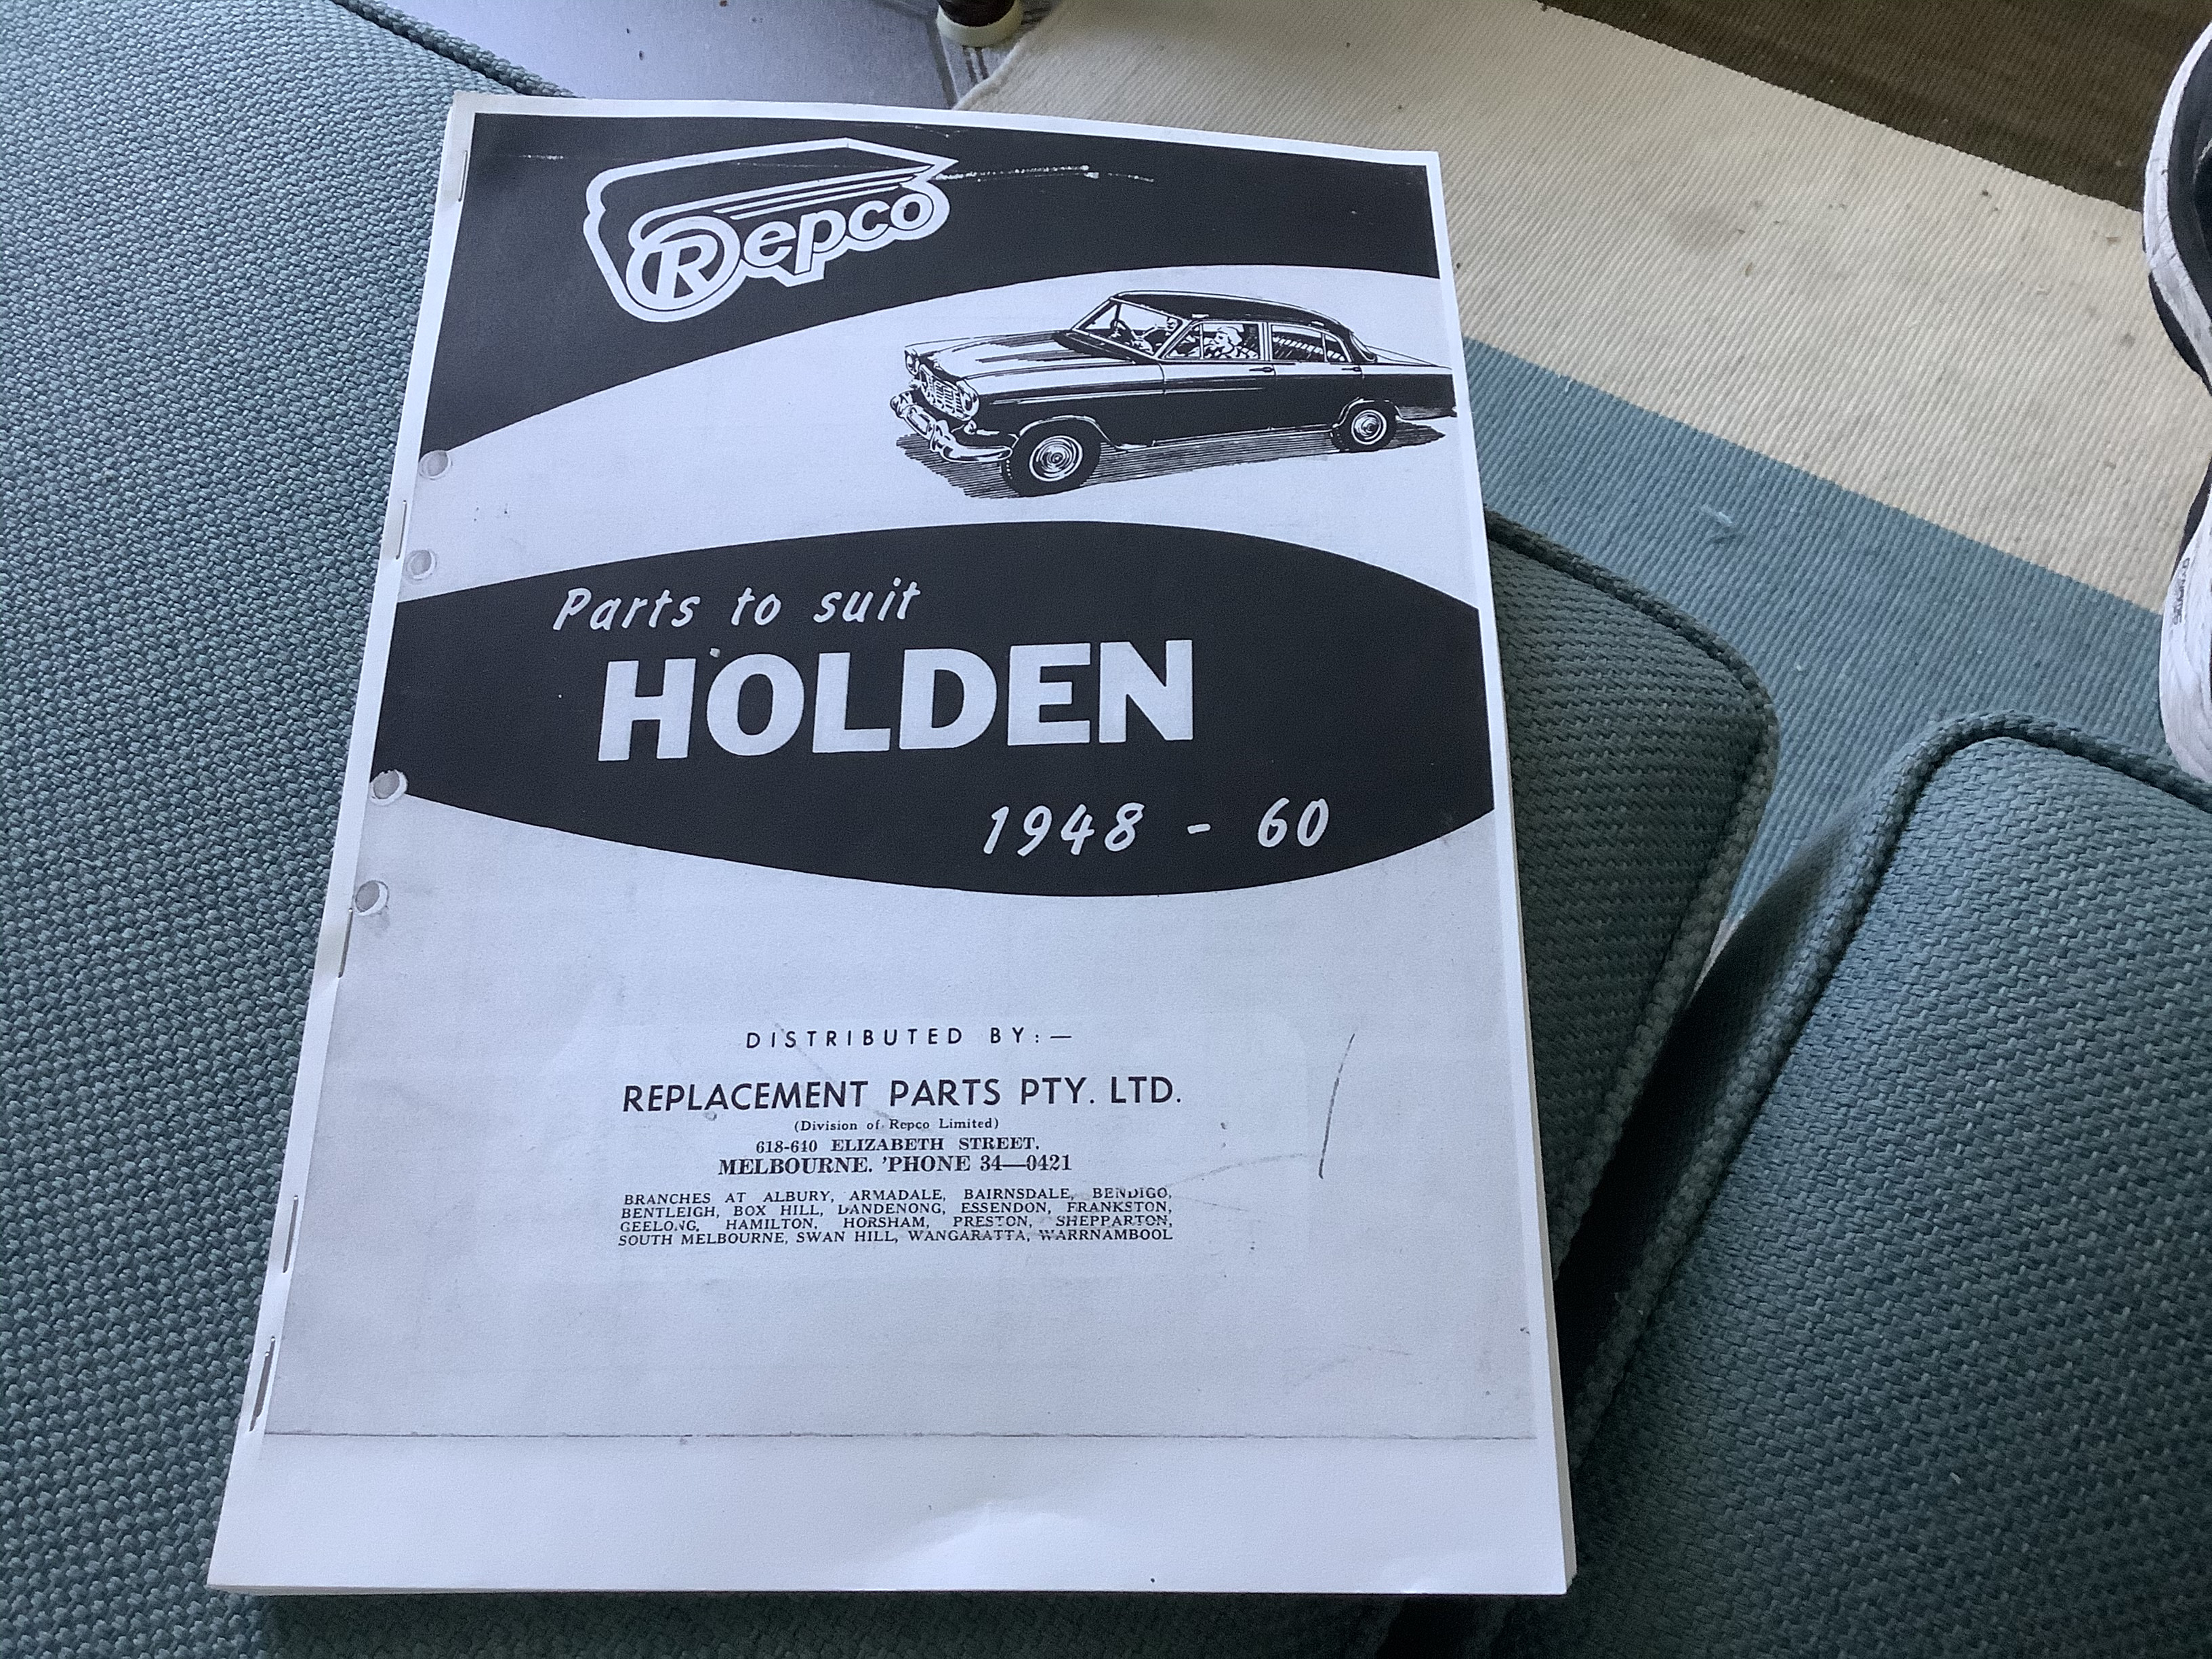 Repco
Parts to suit
HOLDEN
1948 - 60
DISTRIBUTED BY:—
REPLACEMENT PARTS PTY. LTD.
(Division of Repco Limited)
618-640 ELIZABETH STREET,
MELBOURNE. 'PHONE 34—0421
BRANCHES AT ALBURY, ARMADALE, BAIRNSDALE, BENDIGO,
BENTLEIGH, BOX HILL, DANDENONG, ESSENDON, FRANKSTON,
GEELONG, HAMILTON, HORSHAM, PRESTON, SHEPPARTON,
SOUTH MELBOURNE, SWAN HILL, WANGARATTA, WARRNAMBOOL